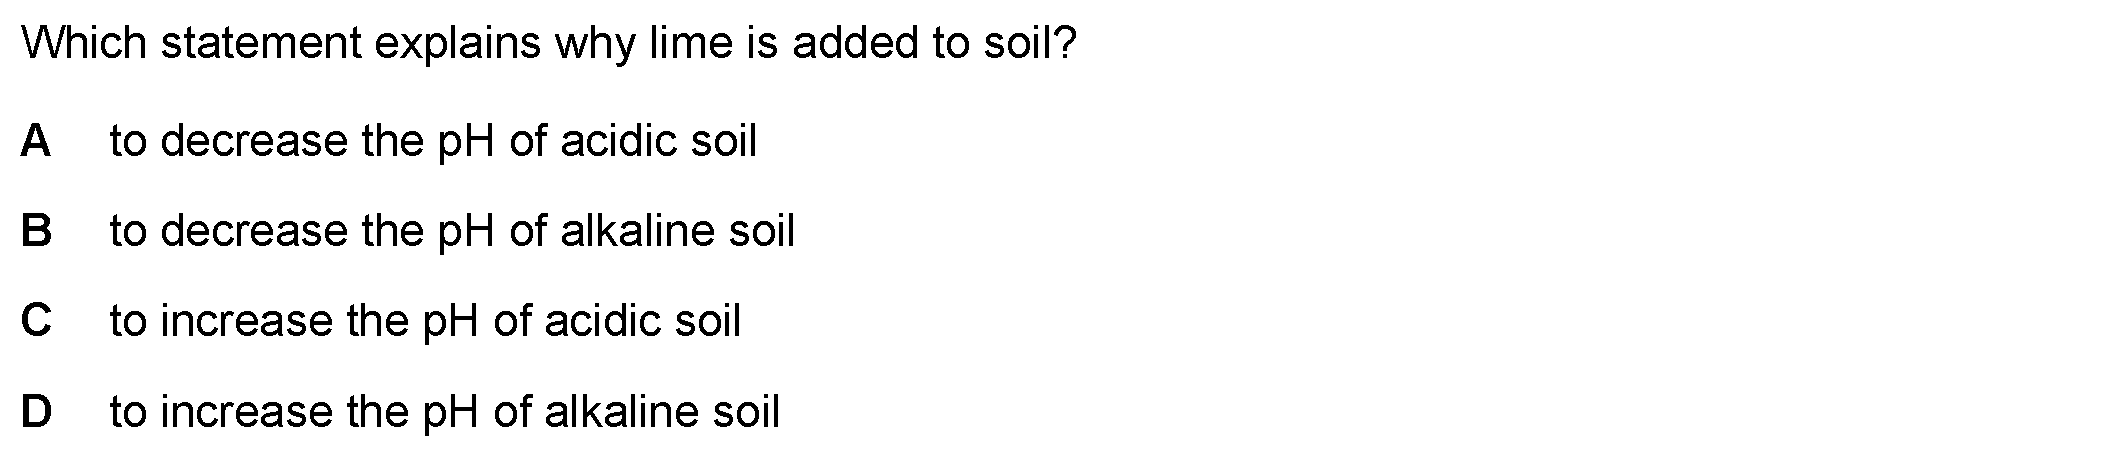 Which statement explains why lime is added to soil?
A to decrease the pH of acidic soil
B to decrease the pH of alkaline soil
C to increase the pH of acidic soil
D to increase the pH of alkaline soil